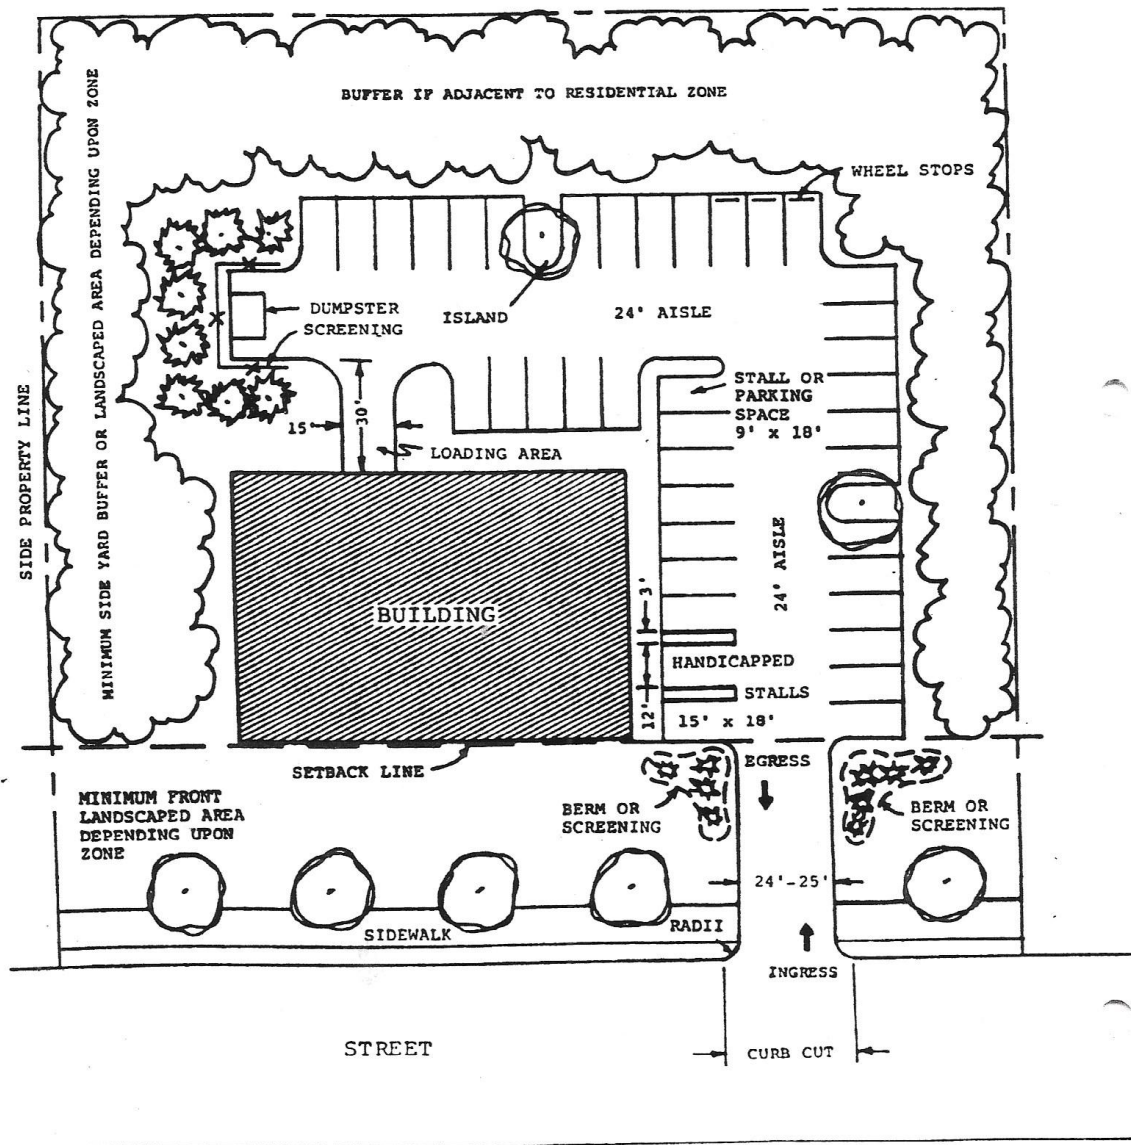 BUFFER IF ADJACENT TO RESIDENTIAL ZONE
MINIMUM SIDE YARD BUFFER OR LANDSCAPED AREA DEPENDING UPON ZONE
SIDE PROPERTY LINE
WHEEL STOPS
DUMPSTER
SCREENING
ISLAND
24' AISLE
STALL OR
PARKING
SPACE
9' x 18'
15'
30'
LOADING AREA
24' AISLE
BUILDING
3'
HANDICAPPED
STALLS
12'
15' x 18'
SETBACK LINE
EGRESS
MINIMUM FRONT
LANDSCAPED AREA
DEPENDING UPON
ZONE
BERM OR
SCREENING
BERM OR
SCREENING
24'-25'
SIDEWALK
RADII
INGRESS
STREET
CURB CUT